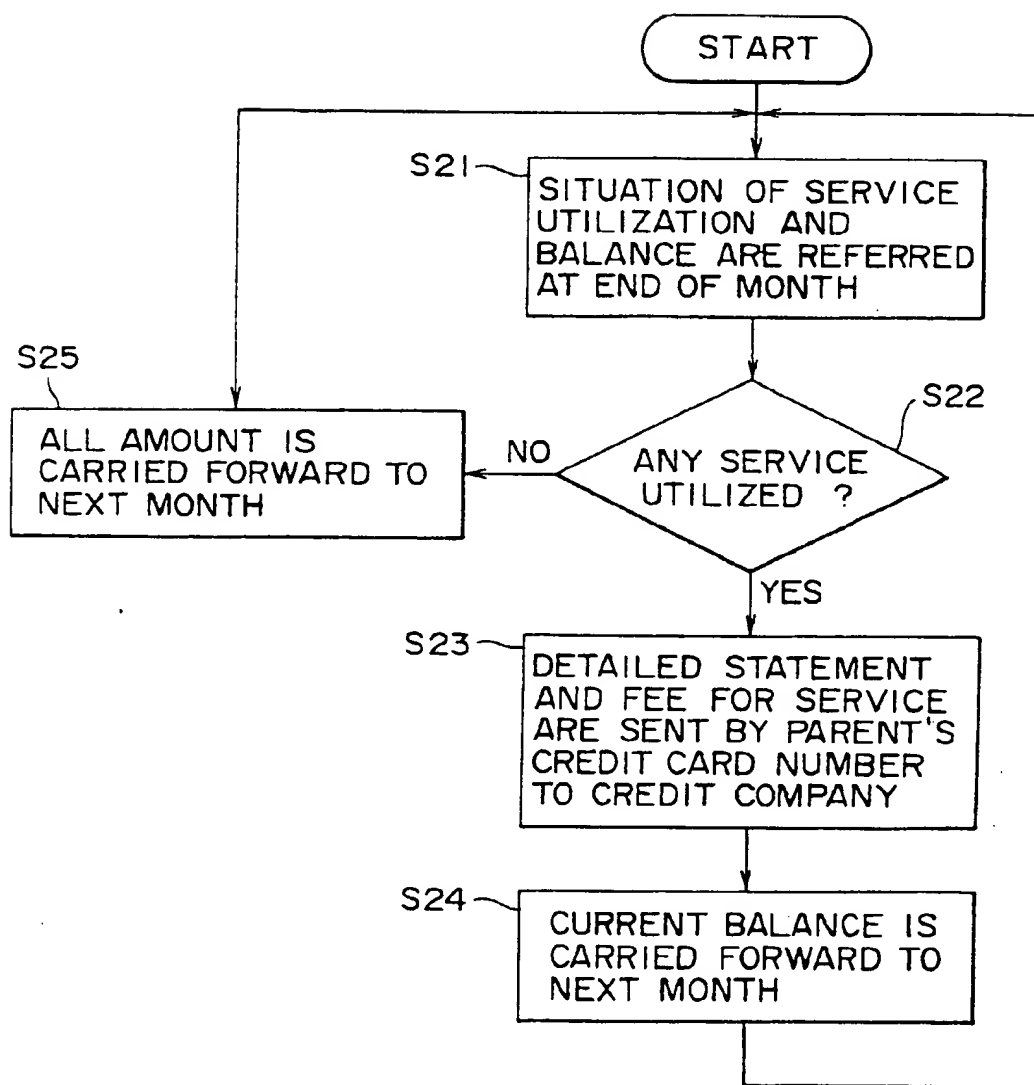 START
S21
SITUATION OF SERVICE
UTILIZATION AND
BALANCE ARE REFERRED
AT END OF MONTH
S25
ALL AMOUNT IS
CARRIED FORWARD TO
NEXT MONTH
NO
S22
ANY SERVICE
UTILIZED ?
YES
S23
DETAILED STATEMENT
AND FEE FOR SERVICE
ARE SENT BY PARENT'S
CREDIT CARD NUMBER
TO CREDIT COMPANY
S24
CURRENT BALANCE IS
CARRIED FORWARD TO
NEXT MONTH